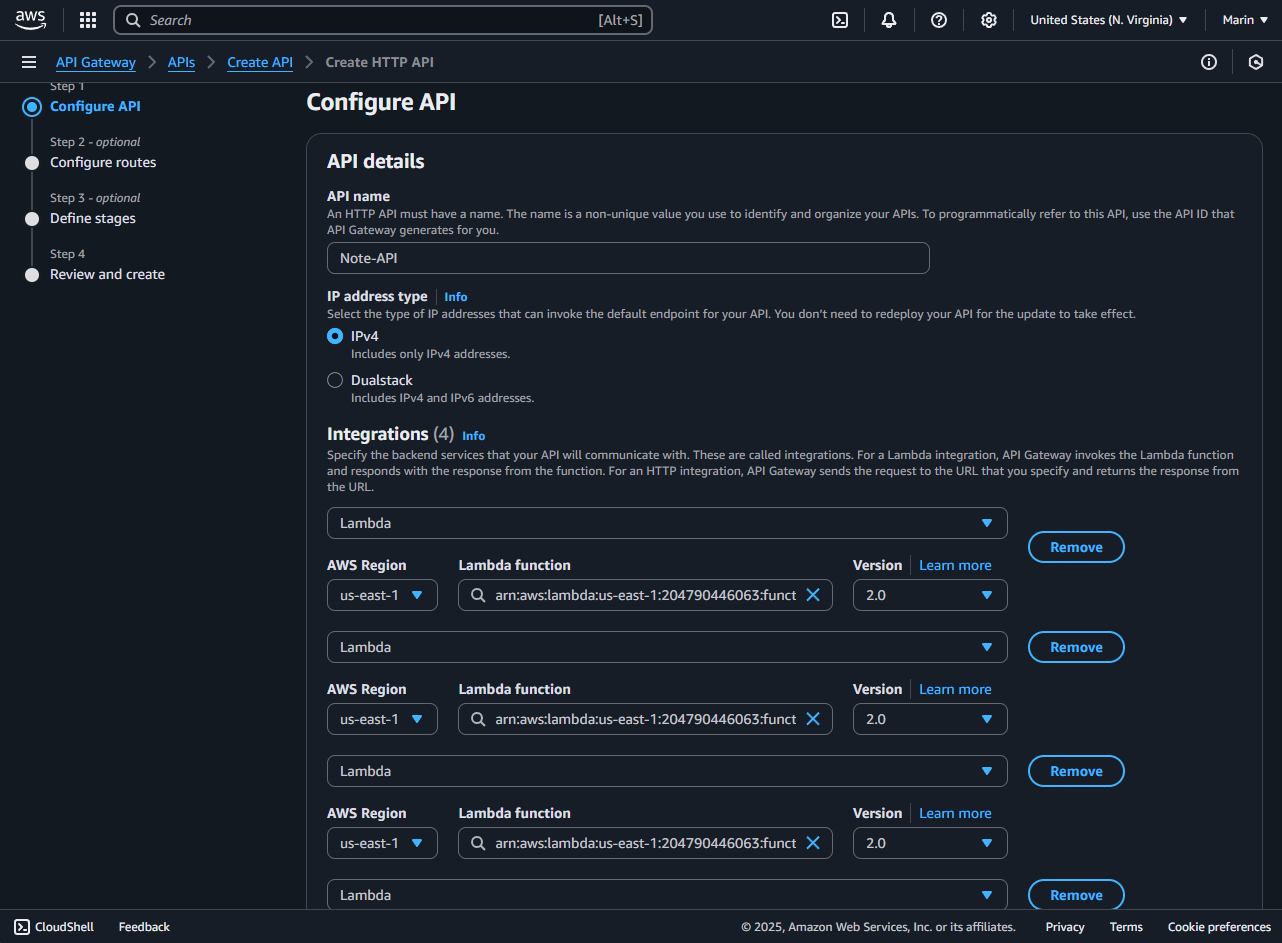 aws
Search
[Alt+S]
United States (N. Virginia)
Marin
API Gateway
APIs
Create API
Create HTTP API
Step 1
Configure API
Step 2 - optional
Configure routes
Step 3 - optional
Define stages
Step 4
Review and create
Configure API
API details
API name
An HTTP API must have a name. The name is a non-unique value you use to identify and organize your APIs. To programmatically refer to this API, use the API ID that
API Gateway generates for you.
Note-API
IP address type
Info
Select the type of IP addresses that can invoke the default endpoint for your API. You don't need to redeploy your API for the update to take effect.
IPv4
Includes only IPv4 addresses.
Dualstack
Includes IPv4 and IPv6 addresses.
Integrations (4) Info
Specify the backend services that your API will communicate with. These are called integrations. For a Lambda integration, API Gateway invokes the Lambda function
and responds with the response from the function. For an HTTP integration, API Gateway sends the request to the URL that you specify and returns the response from
the URL.
Lambda
Remove
AWS Region
Lambda function
Version
Learn more
us-east-1
arn:aws:lambda:us-east-1:204790446063:funct
2.0
Lambda
Remove
AWS Region
Lambda function
Version
Learn more
us-east-1
arn:aws:lambda:us-east-1:204790446063:funct
2.0
Lambda
Remove
AWS Region
Lambda function
Version
Learn more
us-east-1
arn:aws:lambda:us-east-1:204790446063:funct
2.0
Lambda
Remove
CloudShell
Feedback
© 2025, Amazon Web Services, Inc. or its affiliates.
Privacy
Terms
Cookie preferences